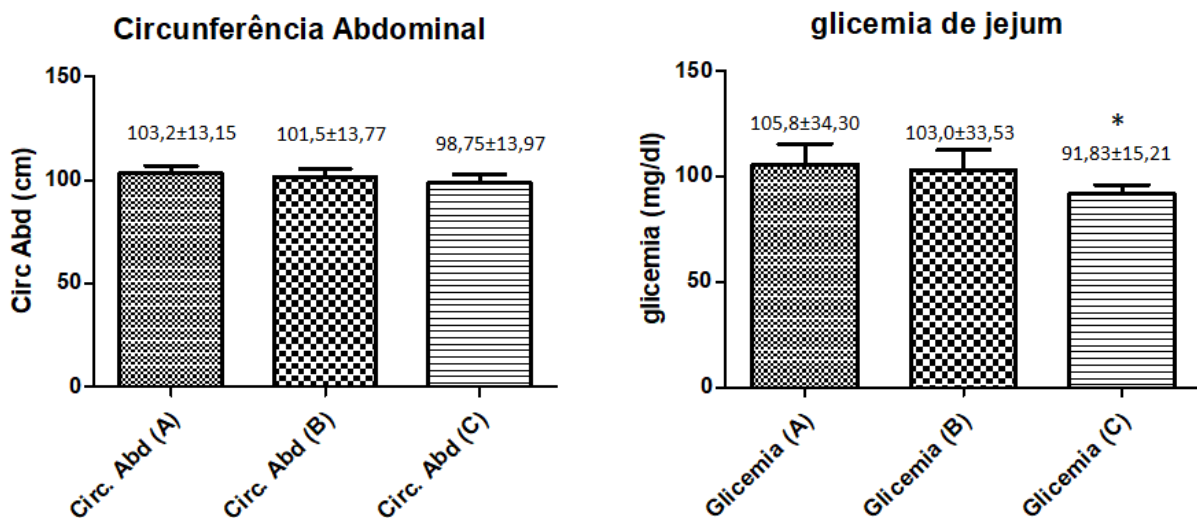 Circunferência Abdominal
150
100
50
0
Circ Abd (cm)
103,2±13,15
101,5±13,77
98,75±13,97
Circ. Abd (A)
Circ. Abd (B)
Circ. Abd (C)
glicemia de jejum
150
100
50
0
glicemia (mg/dl)
105,8±34,30
103,0±33,53
*
91,83±15,21
Glicemia (A)
Glicemia (B)
Glicemia (C)